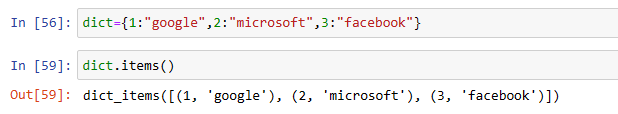 In [56]: dict={1:"google",2:"microsoft",3:"facebook"}
In [59]: dict.items()
Out[59]: dict_items([(1, 'google'), (2, 'microsoft'), (3, 'facebook')])